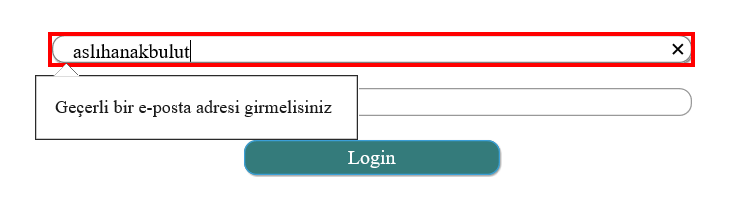 aslıhanakbulut
Geçerli bir e-posta adresi girmelisiniz
Login